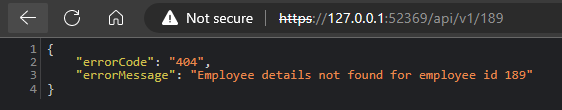 Not secure https://127.0.0.1:52369/api/v1/189
1 {
2 "errorCode": "404",
3 "errorMessage": "Employee details not found for employee id 189"
4 }